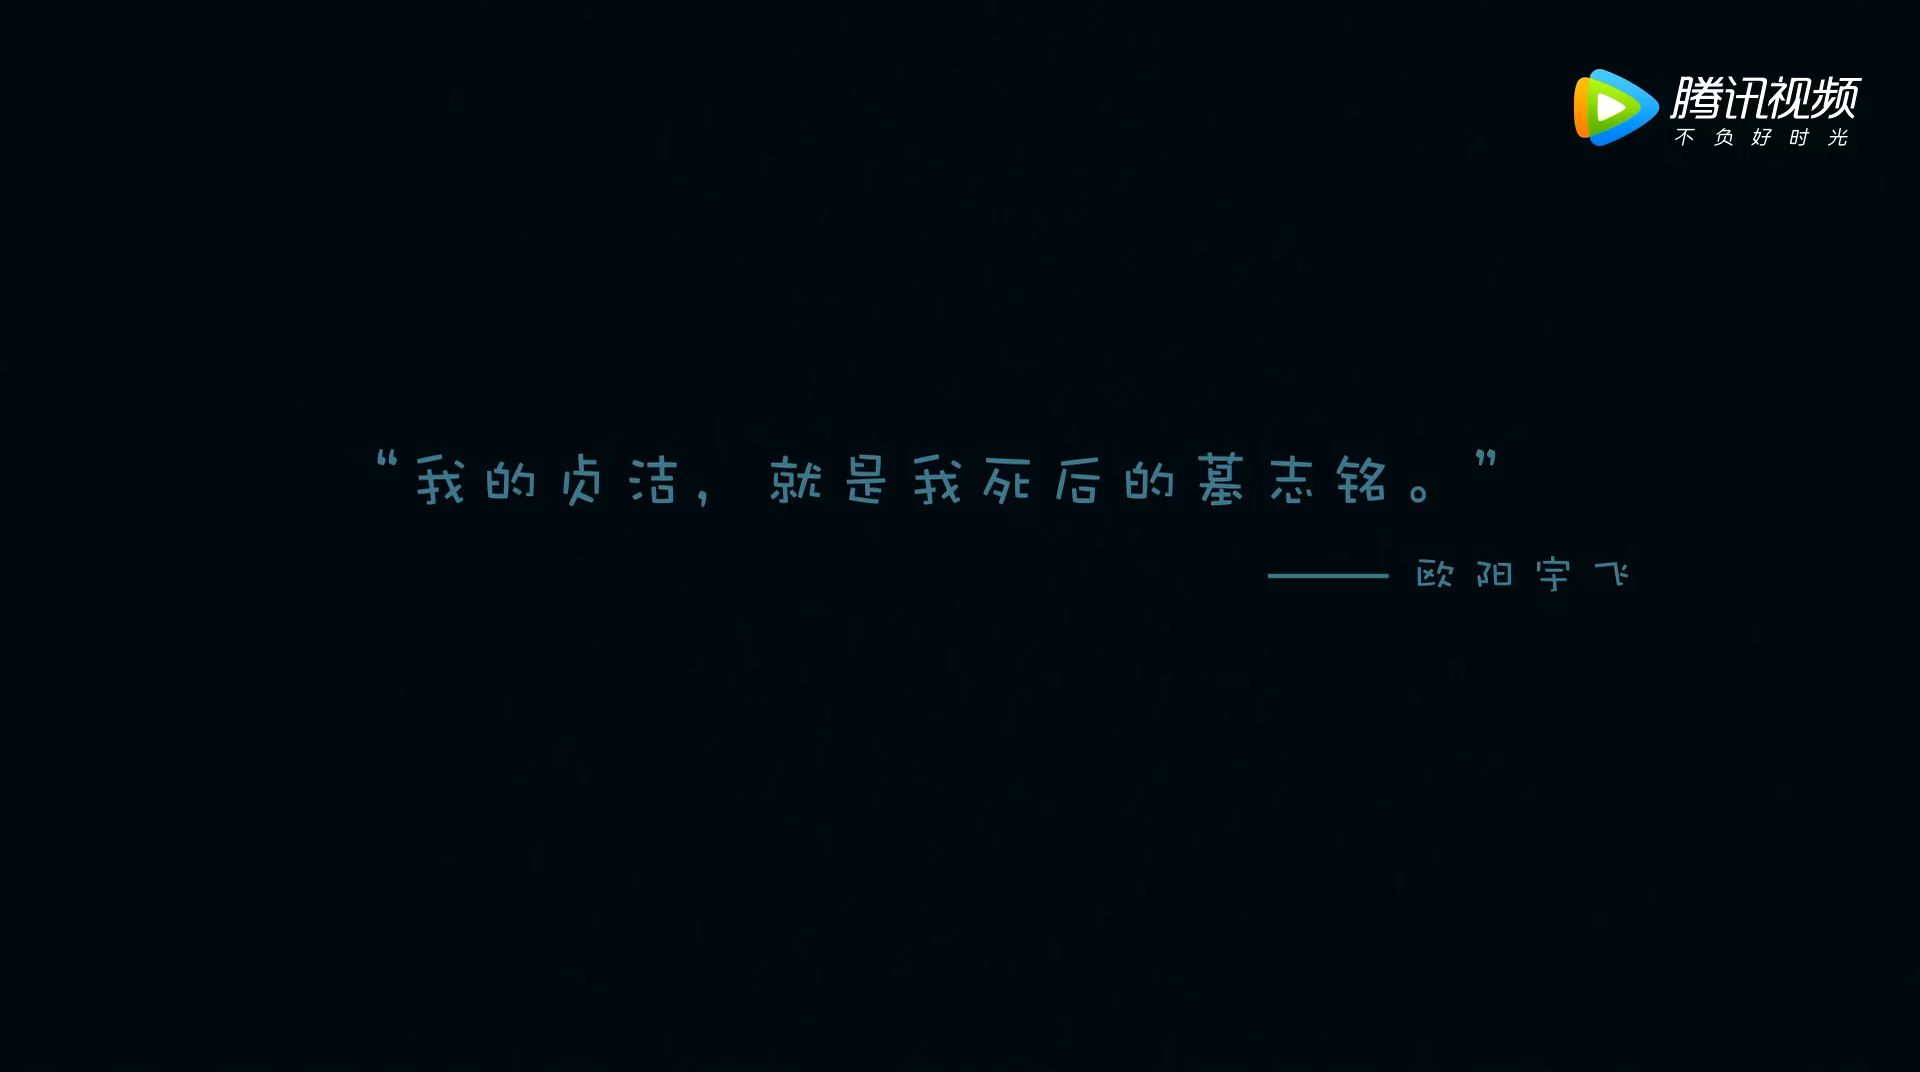 腾讯视频
不负好时光
“我的贞洁，就是我死后的墓志铭。”
——欧阳宇飞